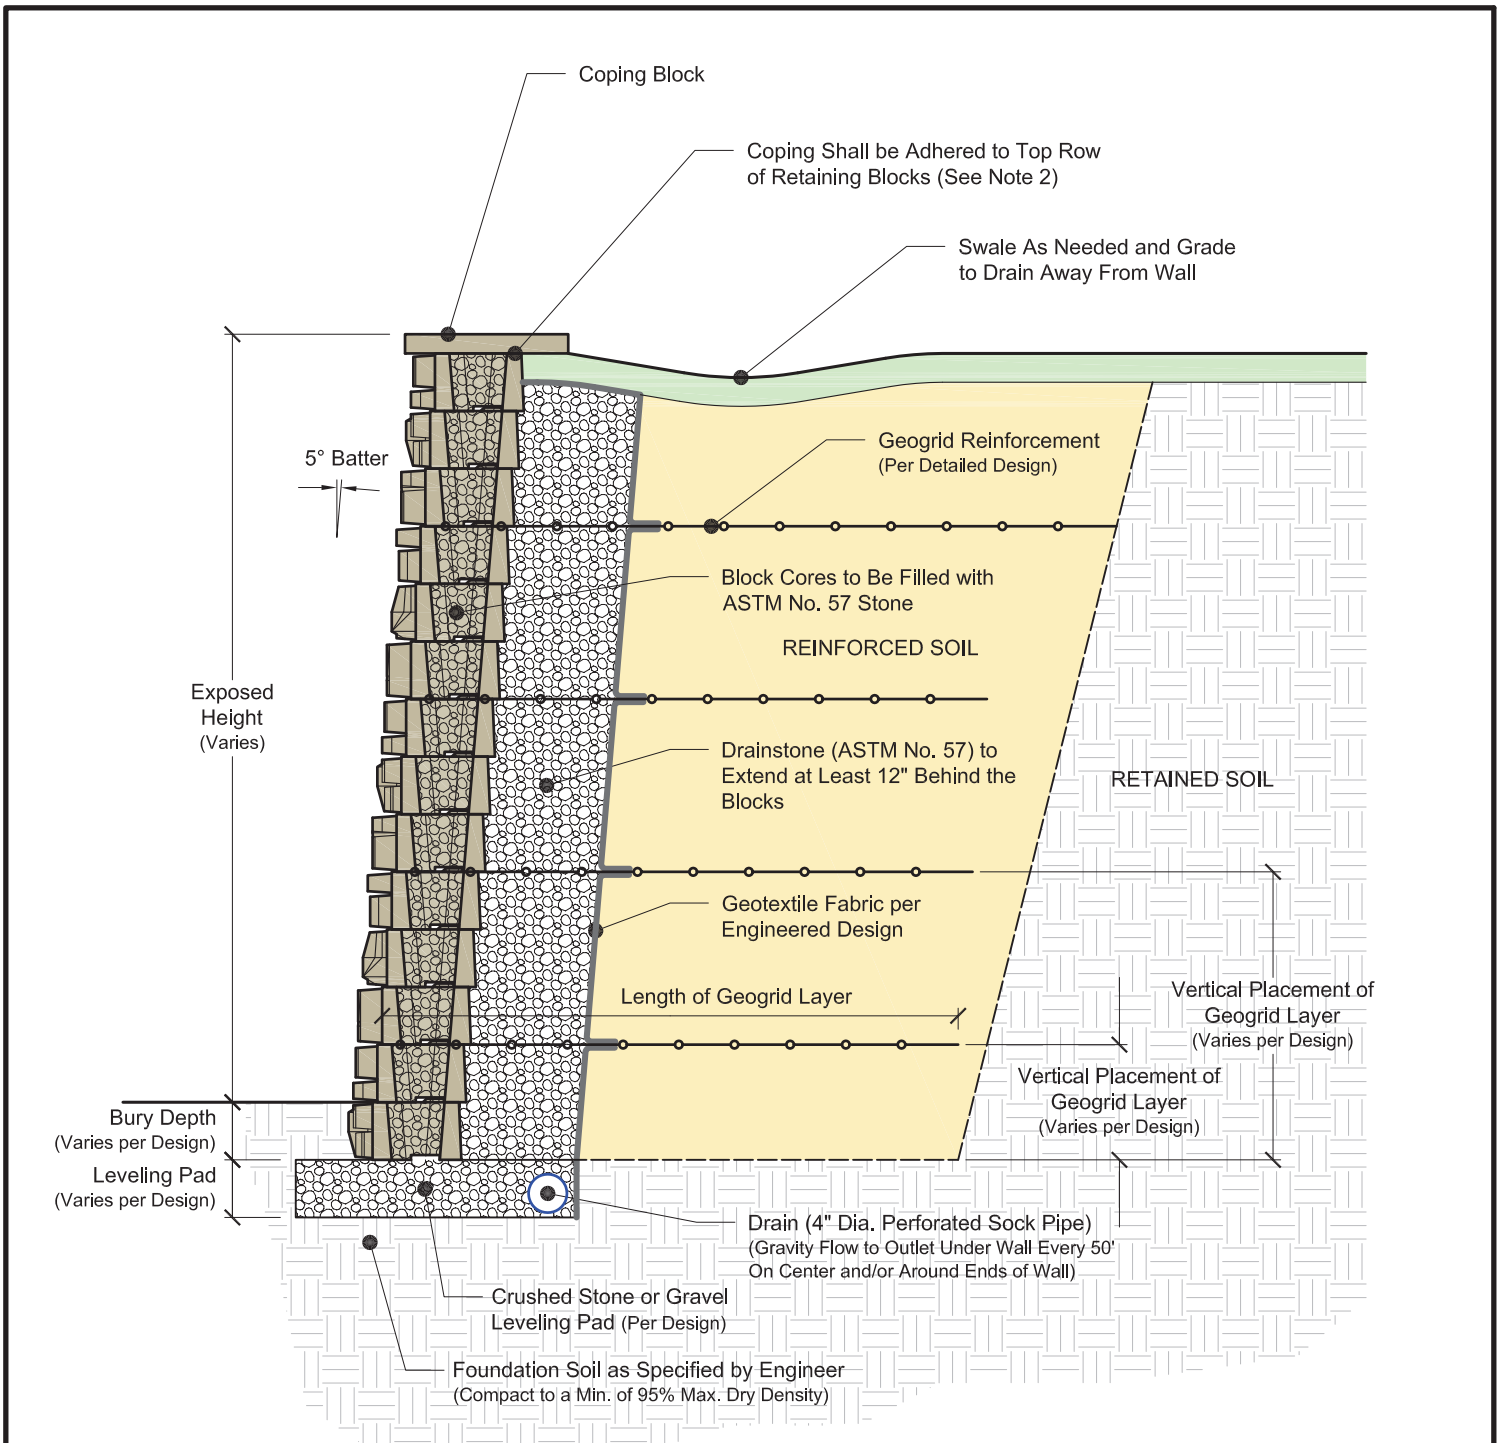 Coping Block
Coping Shall be Adhered to Top Row
of Retaining Blocks (See Note 2)
Swale As Needed and Grade
to Drain Away From Wall
5° Batter
Geogrid Reinforcement
(Per Detailed Design)
Block Cores to Be Filled with
ASTM No. 57 Stone
REINFORCED SOIL
Exposed
Height
(Varies)
Drainstone (ASTM No. 57) to
Extend at Least 12" Behind the
Blocks
RETAINED SOIL
Geotextile Fabric per
Engineered Design
Length of Geogrid Layer
Vertical Placement of
Geogrid Layer
(Varies per Design)
Vertical Placement of
Geogrid Layer
(Varies per Design)
Bury Depth
(Varies per Design)
Leveling Pad
(Varies per Design)
Drain (4" Dia. Perforated Sock Pipe)
(Gravity Flow to Outlet Under Wall Every 50'
On Center and/or Around Ends of Wall)
Crushed Stone or Gravel
Leveling Pad (Per Design)
Foundation Soil as Specified by Engineer
(Compact to a Min. of 95% Max. Dry Density)